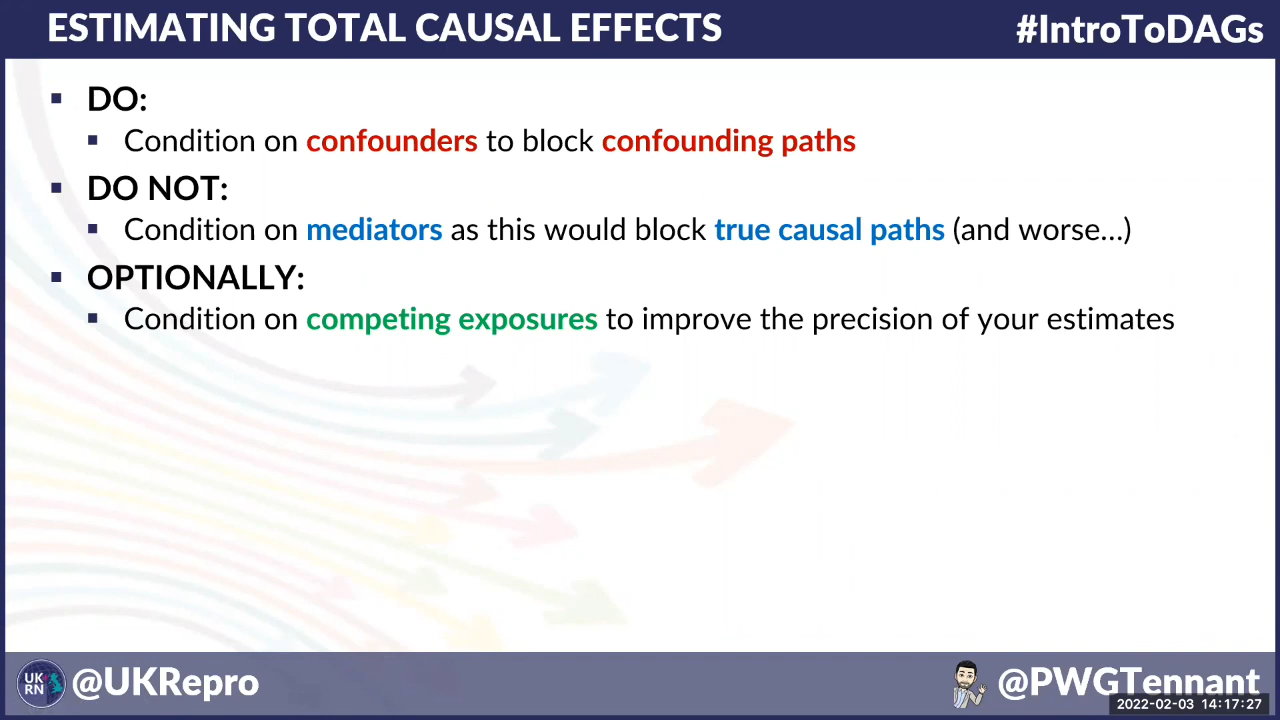 ESTIMATING TOTAL CAUSAL EFFECTS
#IntroToDAGs
▪ DO:
▪ Condition on confounders to block confounding paths
▪ DO NOT:
▪ Condition on mediators as this would block true causal paths (and worse...)
▪ OPTIONALLY:
▪ Condition on competing exposures to improve the precision of your estimates
UK
RN
@UKRepro
@PWGTennant
2022-02-03 14:17:27